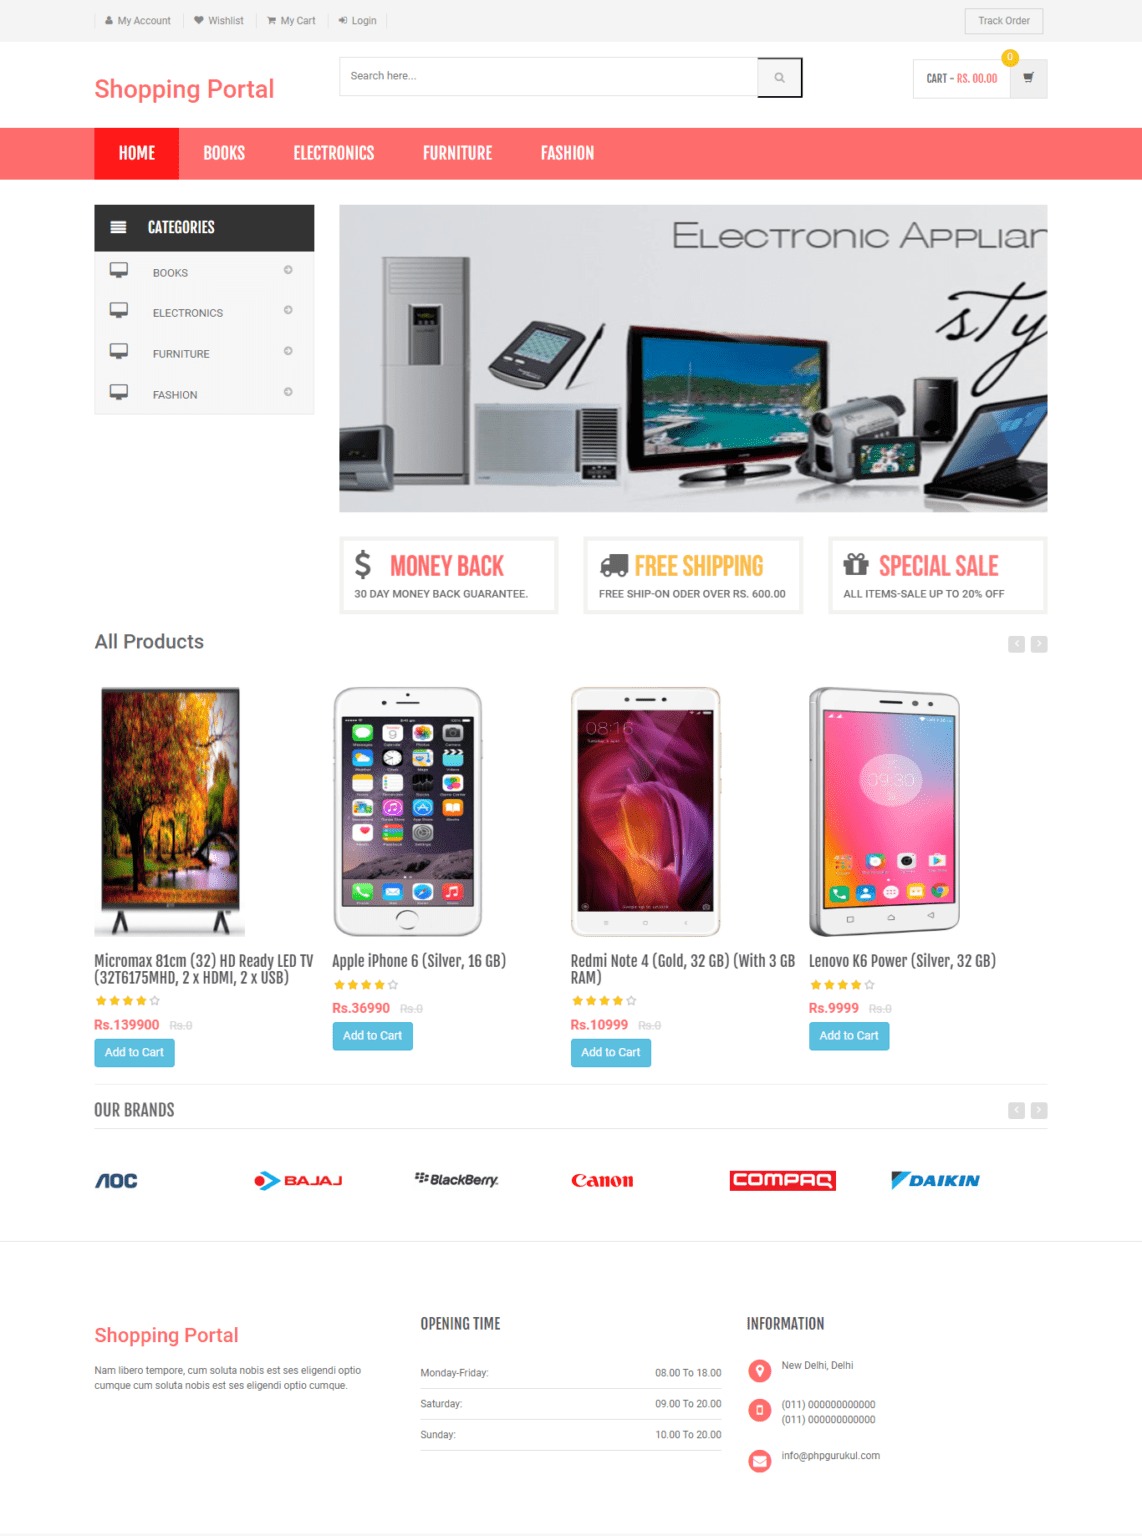 My Account
Wishlist
My Cart
Login
Track Order
Shopping Portal
Search here...
0
CART - RS. 00.00
HOME
BOOKS
ELECTRONICS
FURNITURE
FASHION
CATEGORIES
BOOKS
ELECTRONICS
FURNITURE
FASHION
Electronic Applian
sty
MONEY BACK
30 DAY MONEY BACK GUARANTEE.
FREE SHIPPING
FREE SHIP-ON ODER OVER RS. 600.00
SPECIAL SALE
ALL ITEMS-SALE UP TO 20% OFF
All Products
08:16
09:30
Micromax 81cm (32) HD Ready LED TV
(32T6175MHD, 2 x HDMI, 2 x USB)
Rs.139900 Rs.0
Add to Cart
Apple iPhone 6 (Silver, 16 GB)
Rs.36990 Rs.0
Add to Cart
Redmi Note 4 (Gold, 32 GB) (With 3 GB
RAM)
Rs.10999 Rs.0
Add to Cart
Lenovo K6 Power (Silver, 32 GB)
Rs.9999 Rs.0
Add to Cart
OUR BRANDS
AOC
BAJAJ
BlackBerry.
Canon
COMPAQ
DAIKIN
Shopping Portal
Nam libero tempore, cum soluta nobis est ses eligendi optio
cumque cum soluta nobis est ses eligendi optio cumque.
OPENING TIME
Monday-Friday: 08.00 To 18.00
Saturday: 09.00 To 20.00
Sunday: 10.00 To 20.00
INFORMATION
New Delhi, Delhi
(011) 000000000000
(011) 000000000000
info@phpgurukul.com